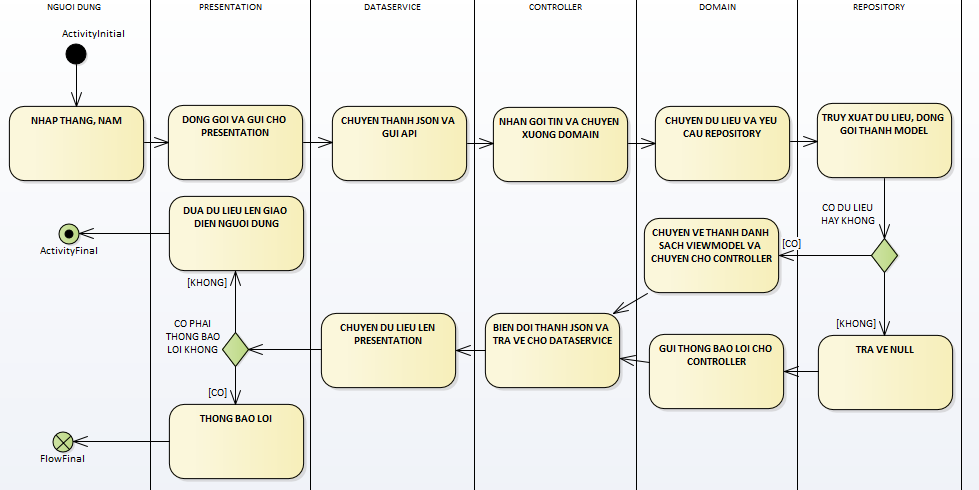 NGUOI DUNG
PRESENTATION
DATASERVICE
CONTROLLER
DOMAIN
REPOSITORY
ActivityInitial
NHAP THANG, NAM
DONG GOI VA GUI CHO
PRESENTATION
CHUYEN THANH JSON VA
GUI API
NHAN GOI TIN VA CHUYEN
XUONG DOMAIN
CHUYEN DU LIEU VA YEU
CAU REPOSITORY
TRUY XUAT DU LIEU, DONG
GOI THANH MODEL
CO DU LIEU
HAY KHONG
[CO]
CHUYEN VE THANH DANH
SACH VIEWMODEL VA
CHUYEN CHO CONTROLLER
[KHONG]
TRA VE NULL
GUI THONG BAO LOI CHO
CONTROLLER
BIEN DOI THANH JSON VA
TRA VE CHO DATASERVICE
CHUYEN DU LIEU LEN
PRESENTATION
CO PHAI
THONG BAO
LOI KHONG
[KHONG]
DUA DU LIEU LEN GIAO
DIEN NGUOI DUNG
ActivityFinal
[CO]
THONG BAO LOI
FlowFinal